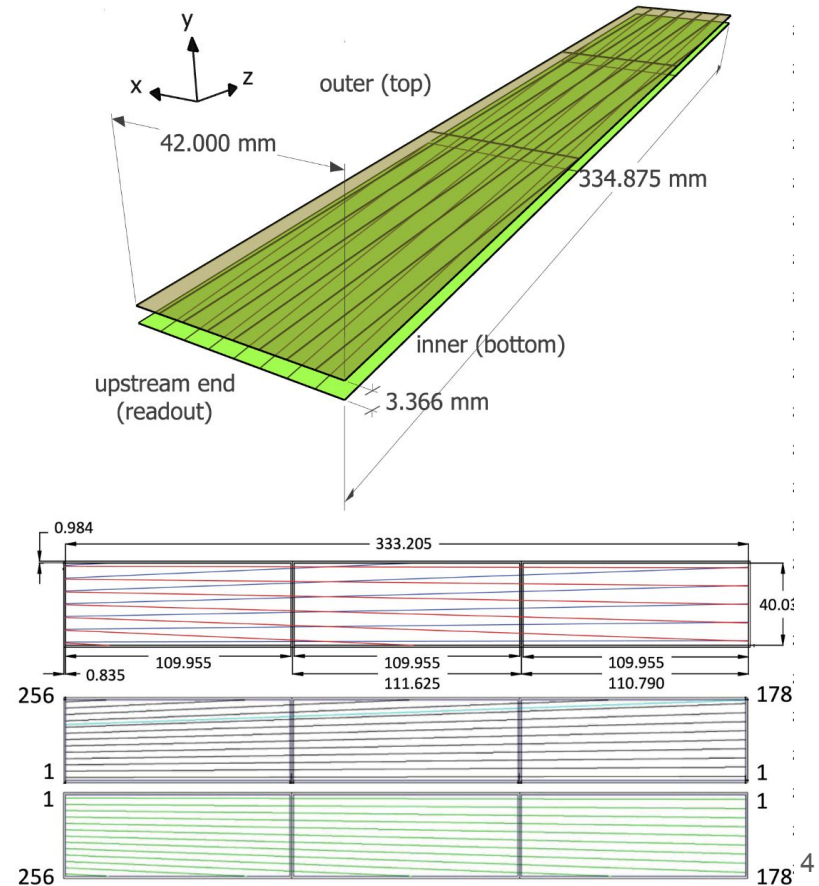 y
x
z
outer (top)
42.000 mm
334.875 mm
inner (bottom)
upstream end
(readout)
3.366 mm
0.984
333.205
109.955
109.955
109.955
0.835
111.625
110.790
256
178
1
1
1
1
256
178
4